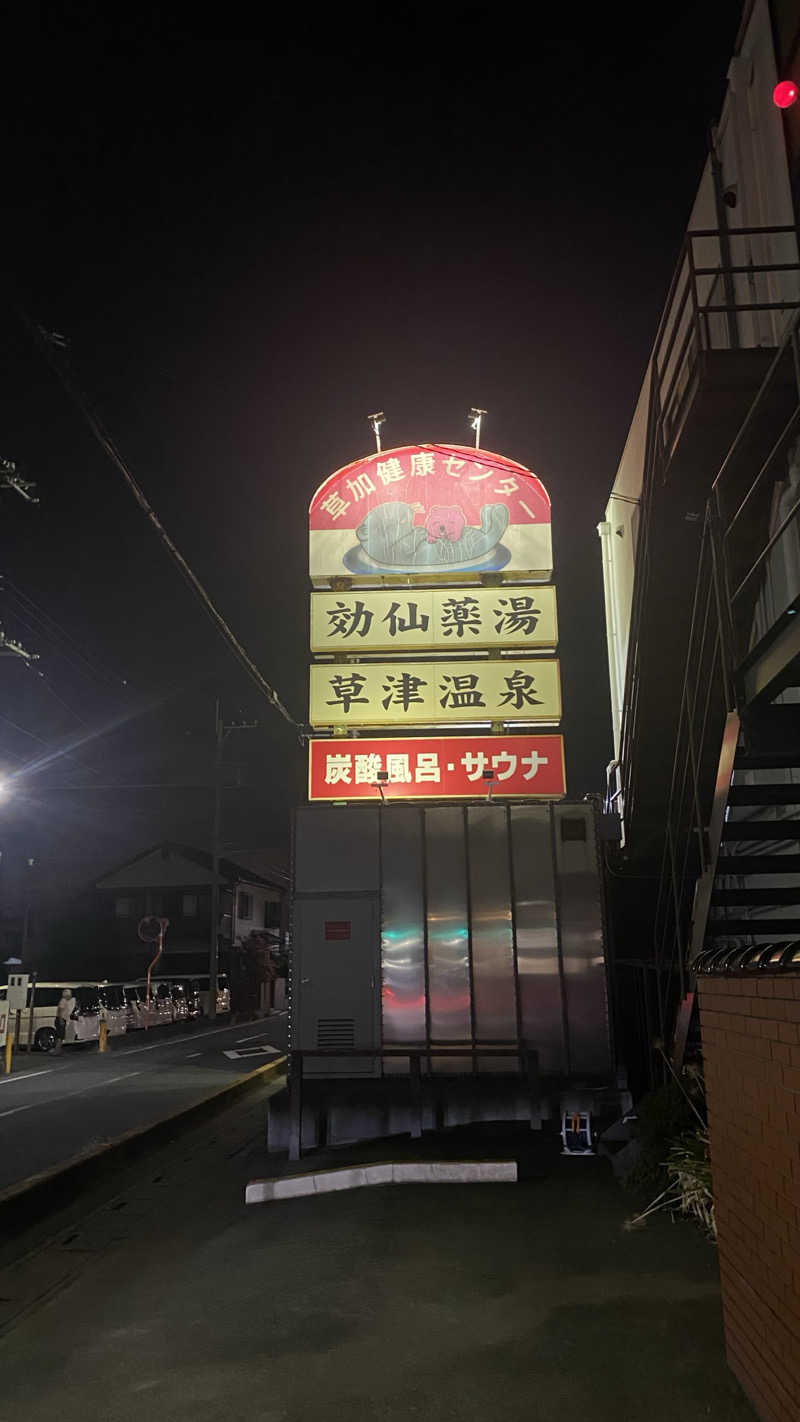 草加健康センター
効仙薬湯
草津温泉
炭酸風呂・サウナ